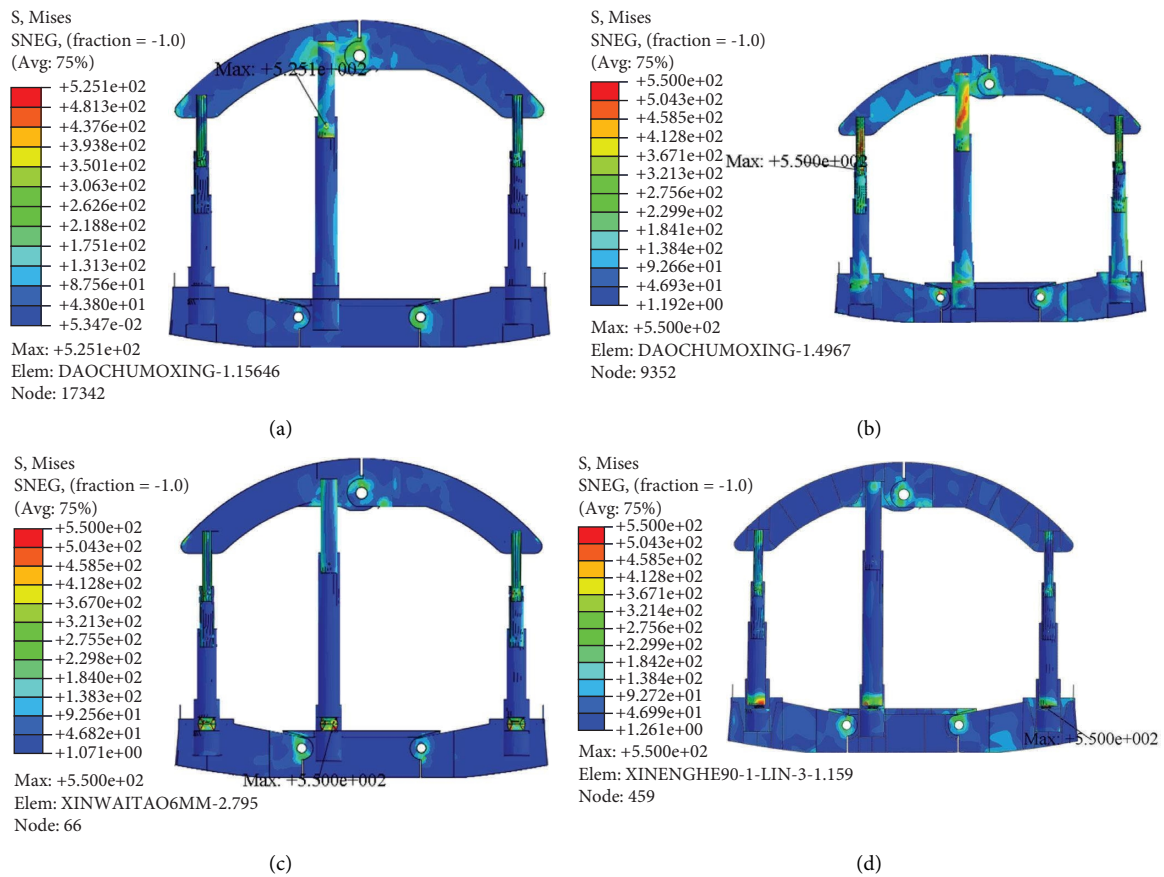 S, Mises
SNEG, (fraction = -1.0)
(Avg: 75%)
+5.251e+02
+4.813e+02
+4.376e+02
+3.938e+02
+3.501e+02
+3.063e+02
+2.626e+02
+2.188e+02
+1.751e+02
+1.313e+02
+8.756e+01
+4.380e+01
+5.347e-02
Max: +5.251e+02
Elem: DAOCHUMOXING-1.15646
Node: 17342
Max: +5.251e+002
(a)
S, Mises
SNEG, (fraction = -1.0)
(Avg: 75%)
+5.500e+02
+5.043e+02
+4.585e+02
+4.128e+02
+3.671e+02
+3.213e+02
+2.756e+02
+2.299e+02
+1.841e+02
+1.384e+02
+9.266e+01
+4.693e+01
+1.192e+00
Max: +5.500e+02
Elem: DAOCHUMOXING-1.4967
Node: 9352
Max: +5.500e+002
(b)
S, Mises
SNEG, (fraction = -1.0)
(Avg: 75%)
+5.500e+02
+5.043e+02
+4.585e+02
+4.128e+02
+3.670e+02
+3.213e+02
+2.755e+02
+2.298e+02
+1.840e+02
+1.383e+02
+9.256e+01
+4.682e+01
+1.071e+00
Max: +5.500e+02
Elem: XINWAITAO6MM-2.795
Node: 66
Max: +5.500e+002
(c)
S, Mises
SNEG, (fraction = -1.0)
(Avg: 75%)
+5.500e+02
+5.043e+02
+4.585e+02
+4.128e+02
+3.671e+02
+3.214e+02
+2.756e+02
+2.299e+02
+1.842e+02
+1.384e+02
+9.272e+01
+4.699e+01
+1.261e+00
Max: +5.500e+02
Elem: XINENGHE90-1-LIN-3-1.159
Node: 459
Max: +5.500e+002
(d)